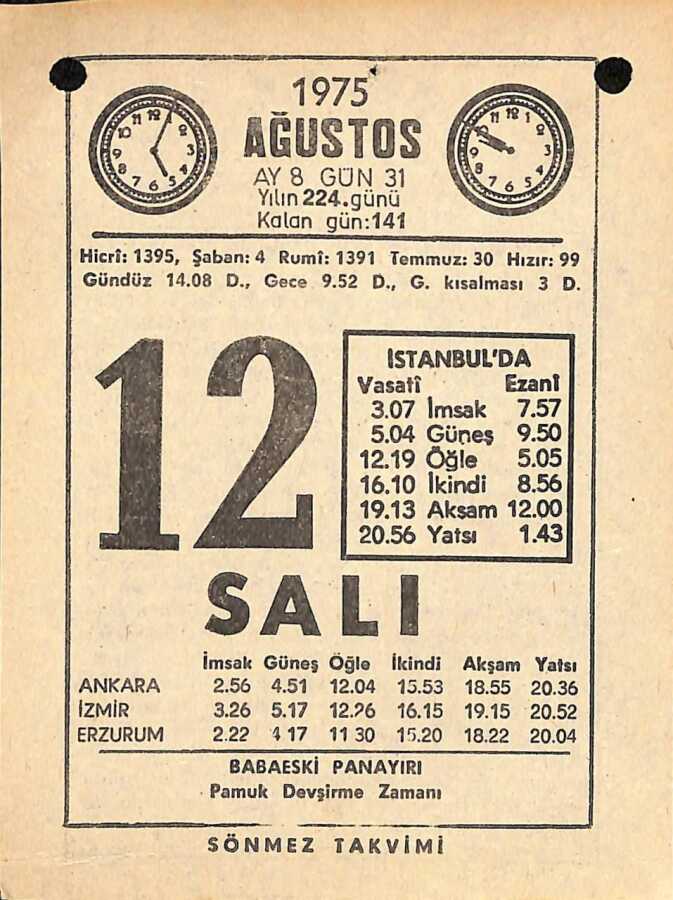 1975
AĞUSTOS
AY 8 GÜN 31
Yılın 224.günü
Kalan gün:141
Hicrî: 1395, Şaban: 4 Rumî: 1391 Temmuz: 30 Hızır: 99
Gündüz 14.08 D., Gece 9.52 D., G. kısalması 3 D.
12
İSTANBUL'DA
Vasatî Ezanî
3.07 İmsak 7.57
5.04 Güneş 9.50
12.19 Öğle 5.05
16.10 İkindi 8.56
19.13 Aksam 12.00
20.56 Yatsı 1.43
SALI
İmsak Güneş Öğle İkindi Akşam Yatsı
ANKARA 2.56 4.51 12.04 15.53 18.55 20.36
İZMİR 3.26 5.17 12.26 16.15 19.15 20.52
ERZURUM 2.22 4 17 11 30 15.20 18.22 20.04
BABAESKİ PANAYIRI
Pamuk Devşirme Zamanı
SÖNMEZ TAKVİMİ